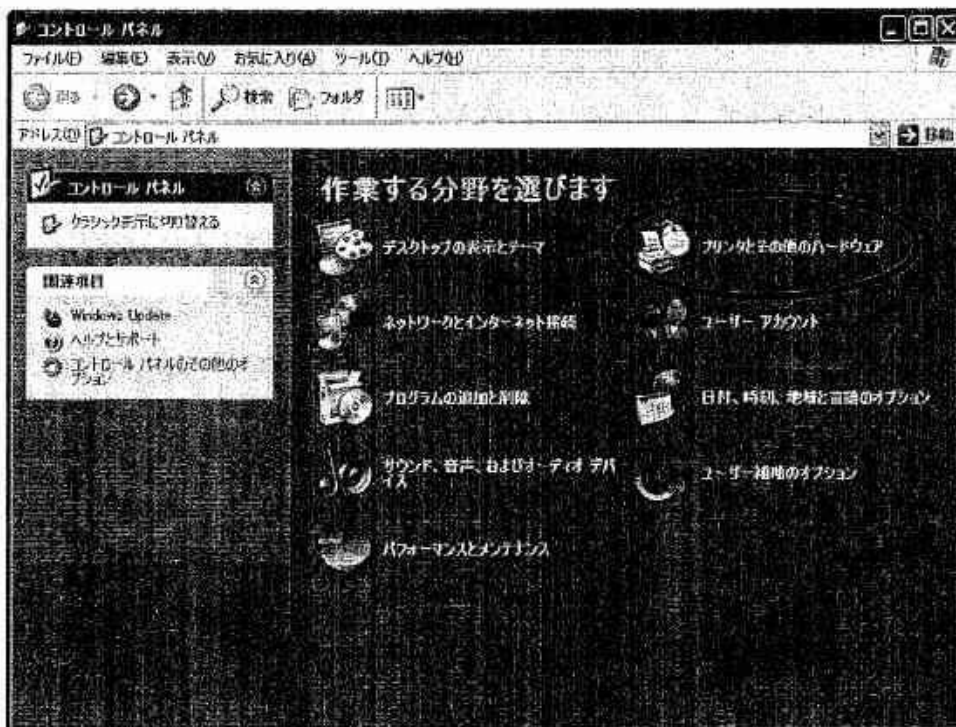 コントロール パネル
ファイル(F) 編集(E) 表示(V) お気に入り(A) ツール(T) ヘルプ(H)
戻る 検索 フォルダ
アドレス(D) コントロール パネル 移動
コントロール パネル
クラシック表示に切り替える
関連項目
Windows Update
ヘルプとサポート
コントロール パネルのその他のオ
プション
作業する分野を選びます
デスクトップの表示とテーマ
プリンタとその他のハードウェア
ネットワークとインターネット接続
ユーザー アカウント
プログラムの追加と削除
日付、時刻、地域と言語のオプション
サウンド、音声、およびオーディオ デバ
イス
ユーザー補助のオプション
パフォーマンスとメンテナンス